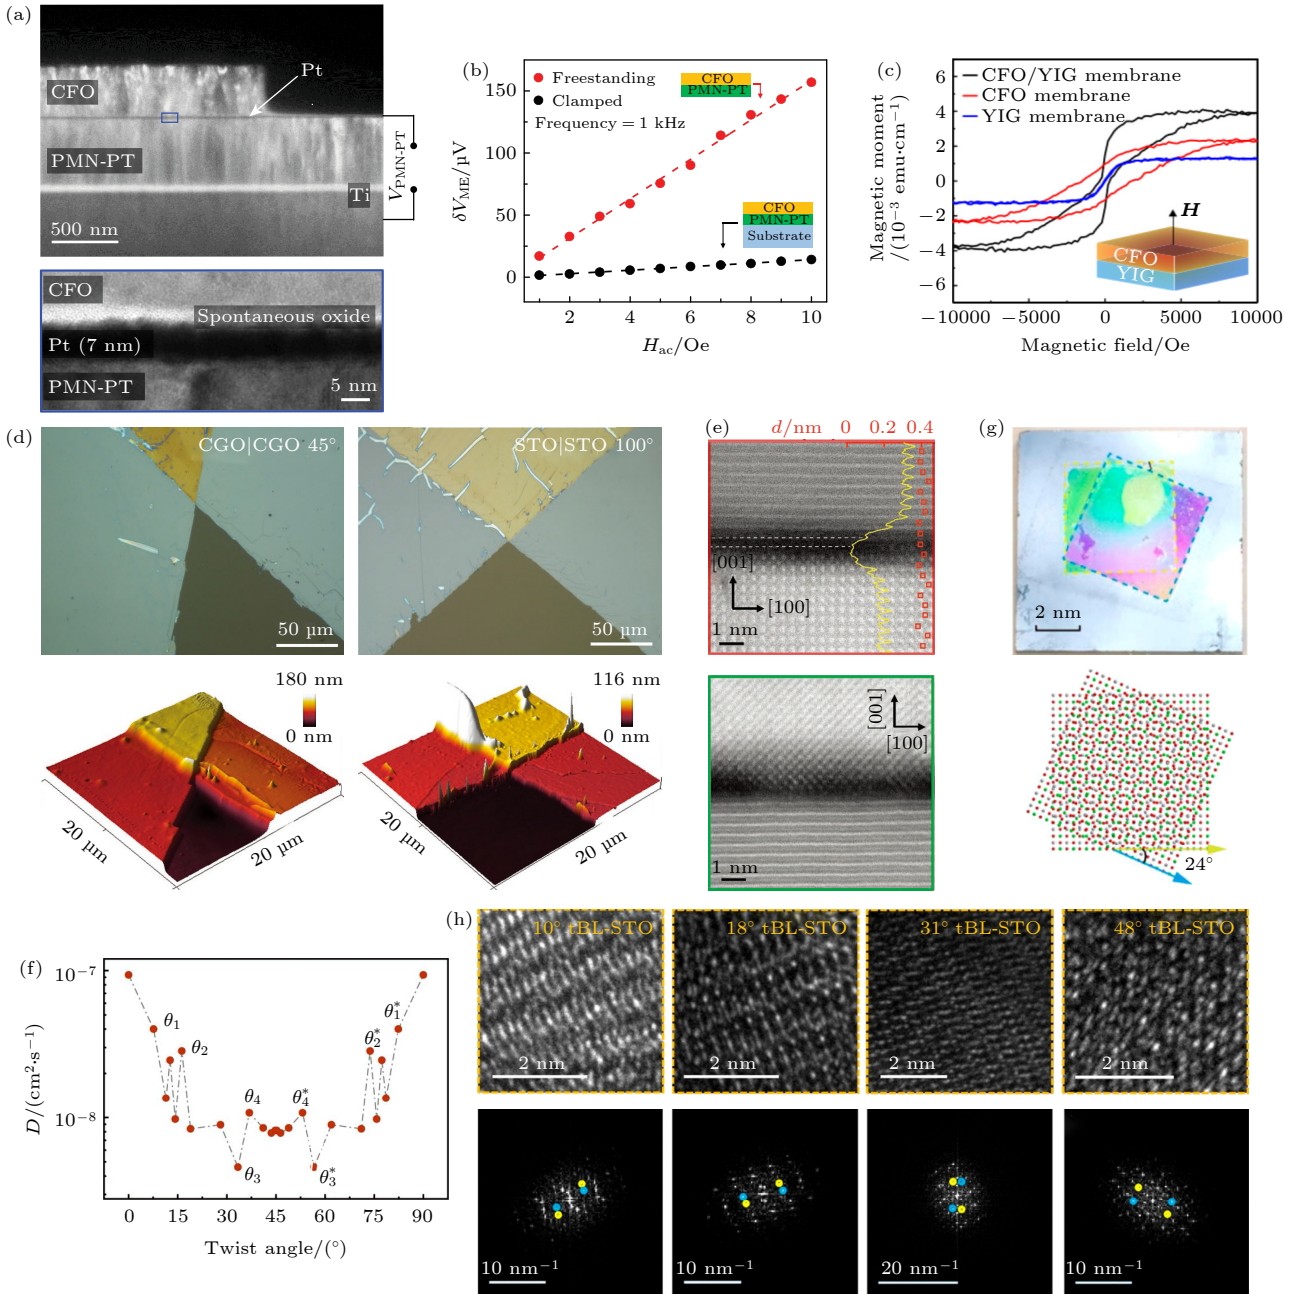 (a)
Pt
CFO
PMN-PT
Ti
V_PMN-PT
500 nm
CFO
Spontaneous oxide
Pt (7 nm)
PMN-PT
5 nm
(b)
Freestanding
Clamped
Frequency = 1 kHz
CFO
PMN-PT
CFO
PMN-PT
Substrate
150
100
50
0
δV_ME/µV
2 4 6 8 10
H_ac/Oe
(c)
CFO/YIG membrane
CFO membrane
YIG membrane
6
4
2
0
−2
−4
−6
Magnetic moment
/(10⁻³ emu·cm⁻¹)
H
CFO
YIG
−10000 −5000 0 5000 10000
Magnetic field/Oe
(d)
CGO|CGO 45°
50 µm
STO|STO 100°
50 µm
180 nm
0 nm
20 µm
20 µm
116 nm
0 nm
20 µm
20 µm
(e)
d/nm 0 0.2 0.4
[001]
[100]
1 nm
[001]
[100]
1 nm
(g)
2 nm
24°
(f)
10⁻⁷
10⁻⁸
D/(cm²·s⁻¹)
θ₁
θ₂
θ₃
θ₄
θ₄*
θ₃*
θ₂*
θ₁*
0 15 30 45 60 75 90
Twist angle/(°)
(h)
10° tBL-STO
2 nm
18° tBL-STO
2 nm
31° tBL-STO
2 nm
48° tBL-STO
2 nm
10 nm⁻¹
10 nm⁻¹
20 nm⁻¹
10 nm⁻¹